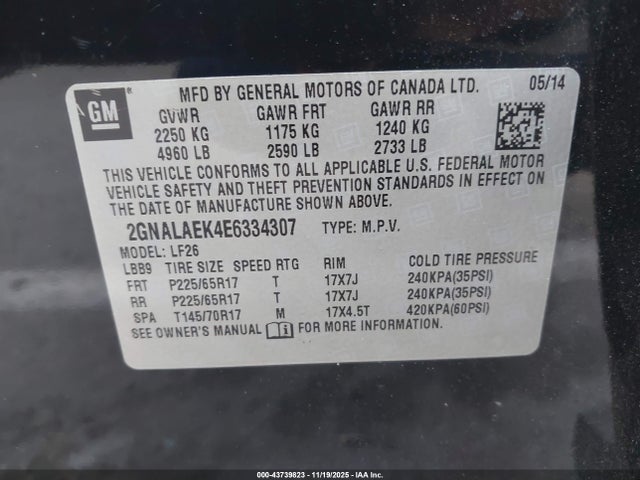 MFD BY GENERAL MOTORS OF CANADA LTD. 05/14
GM
GVWR GAWR FRT GAWR RR
2250 KG 1175 KG 1240 KG
4960 LB 2590 LB 2733 LB
THIS VEHICLE CONFORMS TO ALL APPLICABLE U.S. FEDERAL MOTOR
VEHICLE SAFETY AND THEFT PREVENTION STANDARDS IN EFFECT ON
THE DATE OF MANUFACTURE SHOWN ABOVE.
2GNALAEK4E6334307 TYPE: M.P.V.
MODEL: LF26
LBB9 TIRE SIZE SPEED RTG RIM COLD TIRE PRESSURE
FRT P225/65R17 T 17X7J 240KPA(35PSI)
RR P225/65R17 T 17X7J 240KPA(35PSI)
SPA T145/70R17 M 17X4.5T 420KPA(60PSI)
SEE OWNER'S MANUAL FOR MORE INFORMATION.
000-43739823 - 11/19/2025 - IAA Inc.